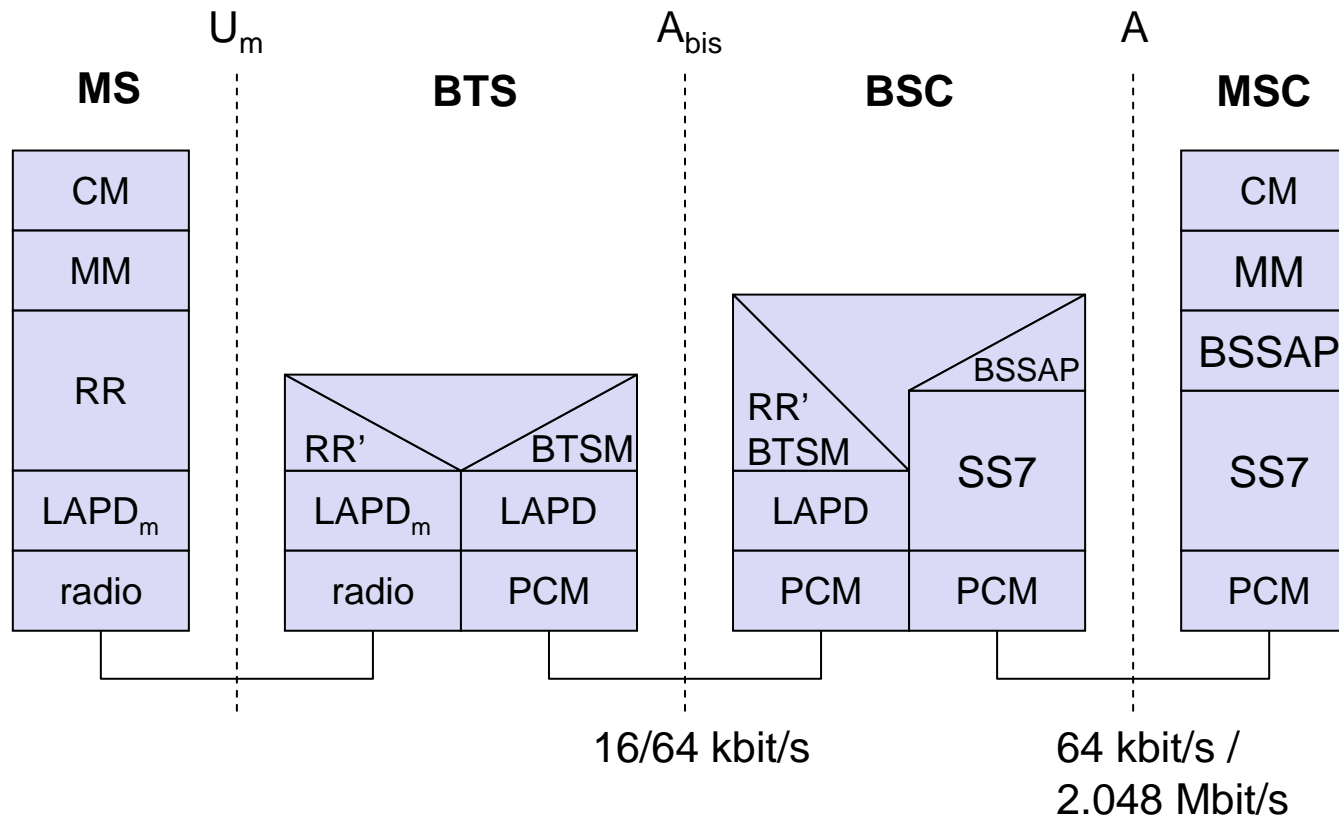 Um
Abis
A
MS
BTS
BSC
MSC
CM
MM
RR
LAPDm
radio
RR’
BTSM
LAPDm
LAPD
radio
PCM
RR’
BTSM
BSSAP
LAPD
SS7
PCM
PCM
CM
MM
BSSAP
SS7
PCM
16/64 kbit/s
64 kbit/s /
2.048 Mbit/s